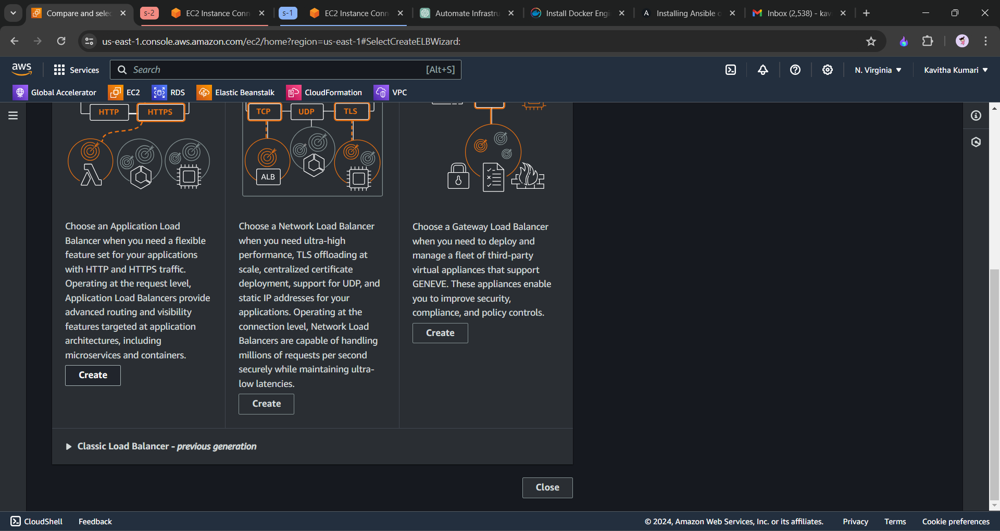 Compare and selec
s-2
EC2 Instance Conn
s-1
EC2 Instance Conn
Automate Infrastru
Install Docker Engi
Installing Ansible o
Inbox (2,538) - kav
us-east-1.console.aws.amazon.com/ec2/home?region=us-east-1#SelectCreateELBWizard:
aws
Services
Search
[Alt+S]
N. Virginia
Kavitha Kumari
Global Accelerator
EC2
RDS
Elastic Beanstalk
CloudFormation
VPC
HTTP
HTTPS
TCP
UDP
TLS
ALB
Choose an Application Load
Balancer when you need a flexible
feature set for your applications
with HTTP and HTTPS traffic.
Operating at the request level,
Application Load Balancers provide
advanced routing and visibility
features targeted at application
architectures, including
microservices and containers.
Create
Choose a Network Load Balancer
when you need ultra-high
performance, TLS offloading at
scale, centralized certificate
deployment, support for UDP, and
static IP addresses for your
applications. Operating at the
connection level, Network Load
Balancers are capable of handling
millions of requests per second
securely while maintaining ultra-
low latencies.
Create
Choose a Gateway Load Balancer
when you need to deploy and
manage a fleet of third-party
virtual appliances that support
GENEVE. These appliances enable
you to improve security,
compliance, and policy controls.
Create
Classic Load Balancer - previous generation
Close
CloudShell
Feedback
© 2024, Amazon Web Services, Inc. or its affiliates.
Privacy
Terms
Cookie preferences